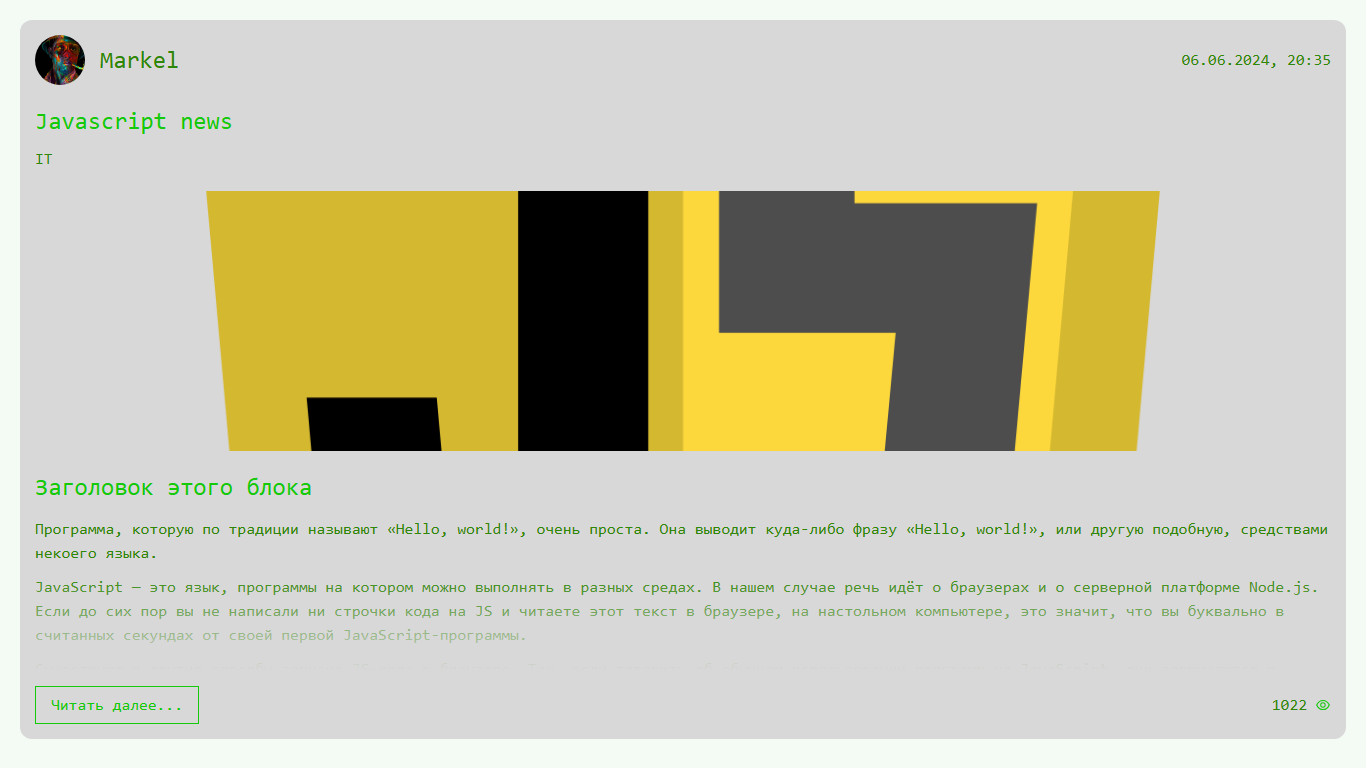 Markel
06.06.2024, 20:35
Javascript news
IT
Заголовок этого блока
Программа, которую по традиции называют «Hello, world!», очень проста. Она выводит куда-либо фразу «Hello, world!», или другую подобную, средствами
некоего языка.
JavaScript — это язык, программы на котором можно выполнять в разных средах. В нашем случае речь идёт о браузерах и о серверной платформе Node.js.
Если до сих пор вы не написали ни строчки кода на JS и читаете этот текст в браузере, на настольном компьютере, это значит, что вы буквально в
считанных секундах от своей первой JavaScript-программы.
Читать далее...
1022